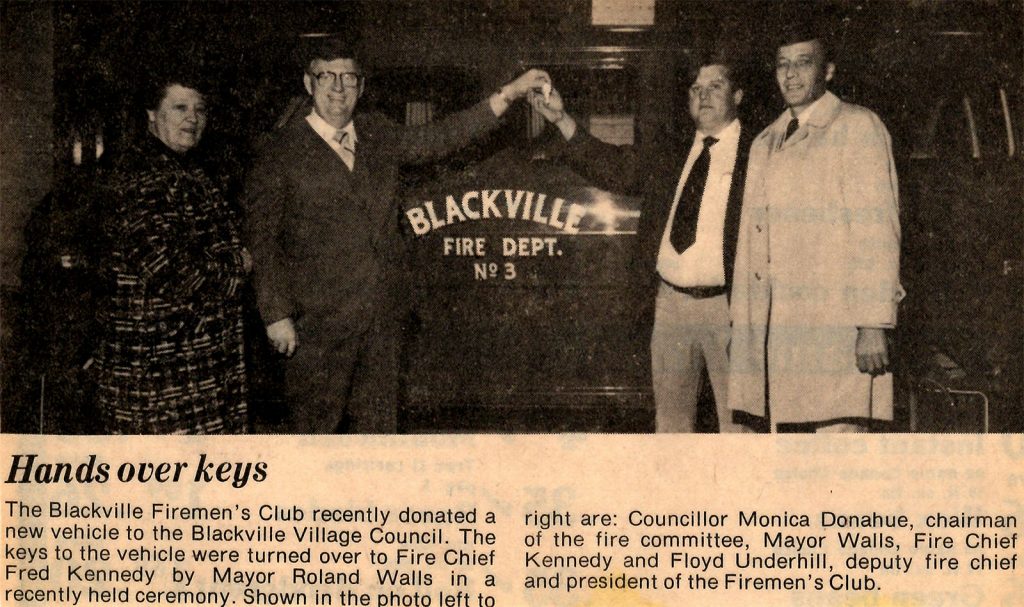 BLACKVILLE
FIRE DEPT.
Nº 3
Hands over keys
The Blackville Firemen's Club recently donated a
new vehicle to the Blackville Village Council. The
keys to the vehicle were turned over to Fire Chief
Fred Kennedy by Mayor Roland Walls in a
recently held ceremony. Shown in the photo left to
right are: Councillor Monica Donahue, chairman
of the fire committee, Mayor Walls, Fire Chief
Kennedy and Floyd Underhill, deputy fire chief
and president of the Firemen's Club.